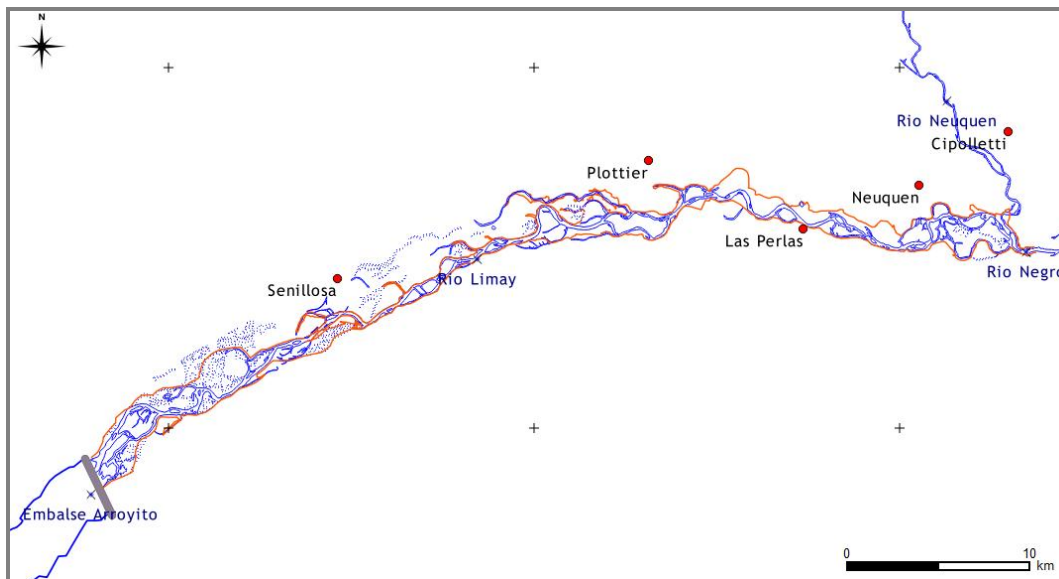 N
Rio Neuquen
Cipolletti
Plottier
Neuquen
Las Perlas
Rio Negro
Rio Limay
Senillosa
Embalse Arroyito
0
10
km